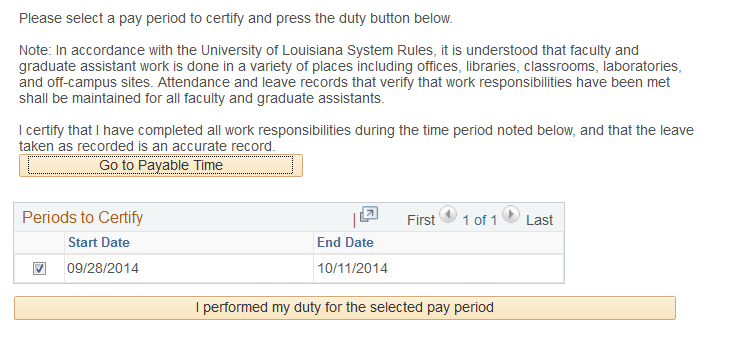 Please select a pay period to certify and press the duty button below.
Note: In accordance with the University of Louisiana System Rules, it is understood that faculty and
graduate assistant work is done in a variety of places including offices, libraries, classrooms, laboratories,
and off-campus sites. Attendance and leave records that verify that work responsibilities have been met
shall be maintained for all faculty and graduate assistants.
I certify that I have completed all work responsibilities during the time period noted below, and that the leave
taken as recorded is an accurate record.
Go to Payable Time
Periods to Certify | First 1 of 1 Last
Start Date End Date
09/28/2014 10/11/2014
I performed my duty for the selected pay period